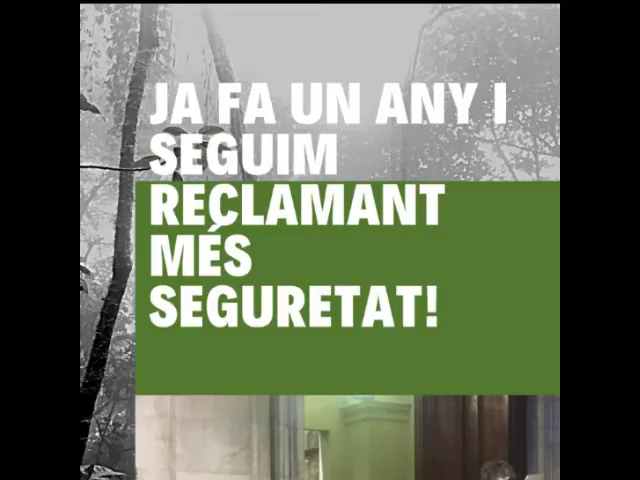 JA FA UN ANY I
SEGUIM
RECLAMANT
MÉS
SEGURETAT!